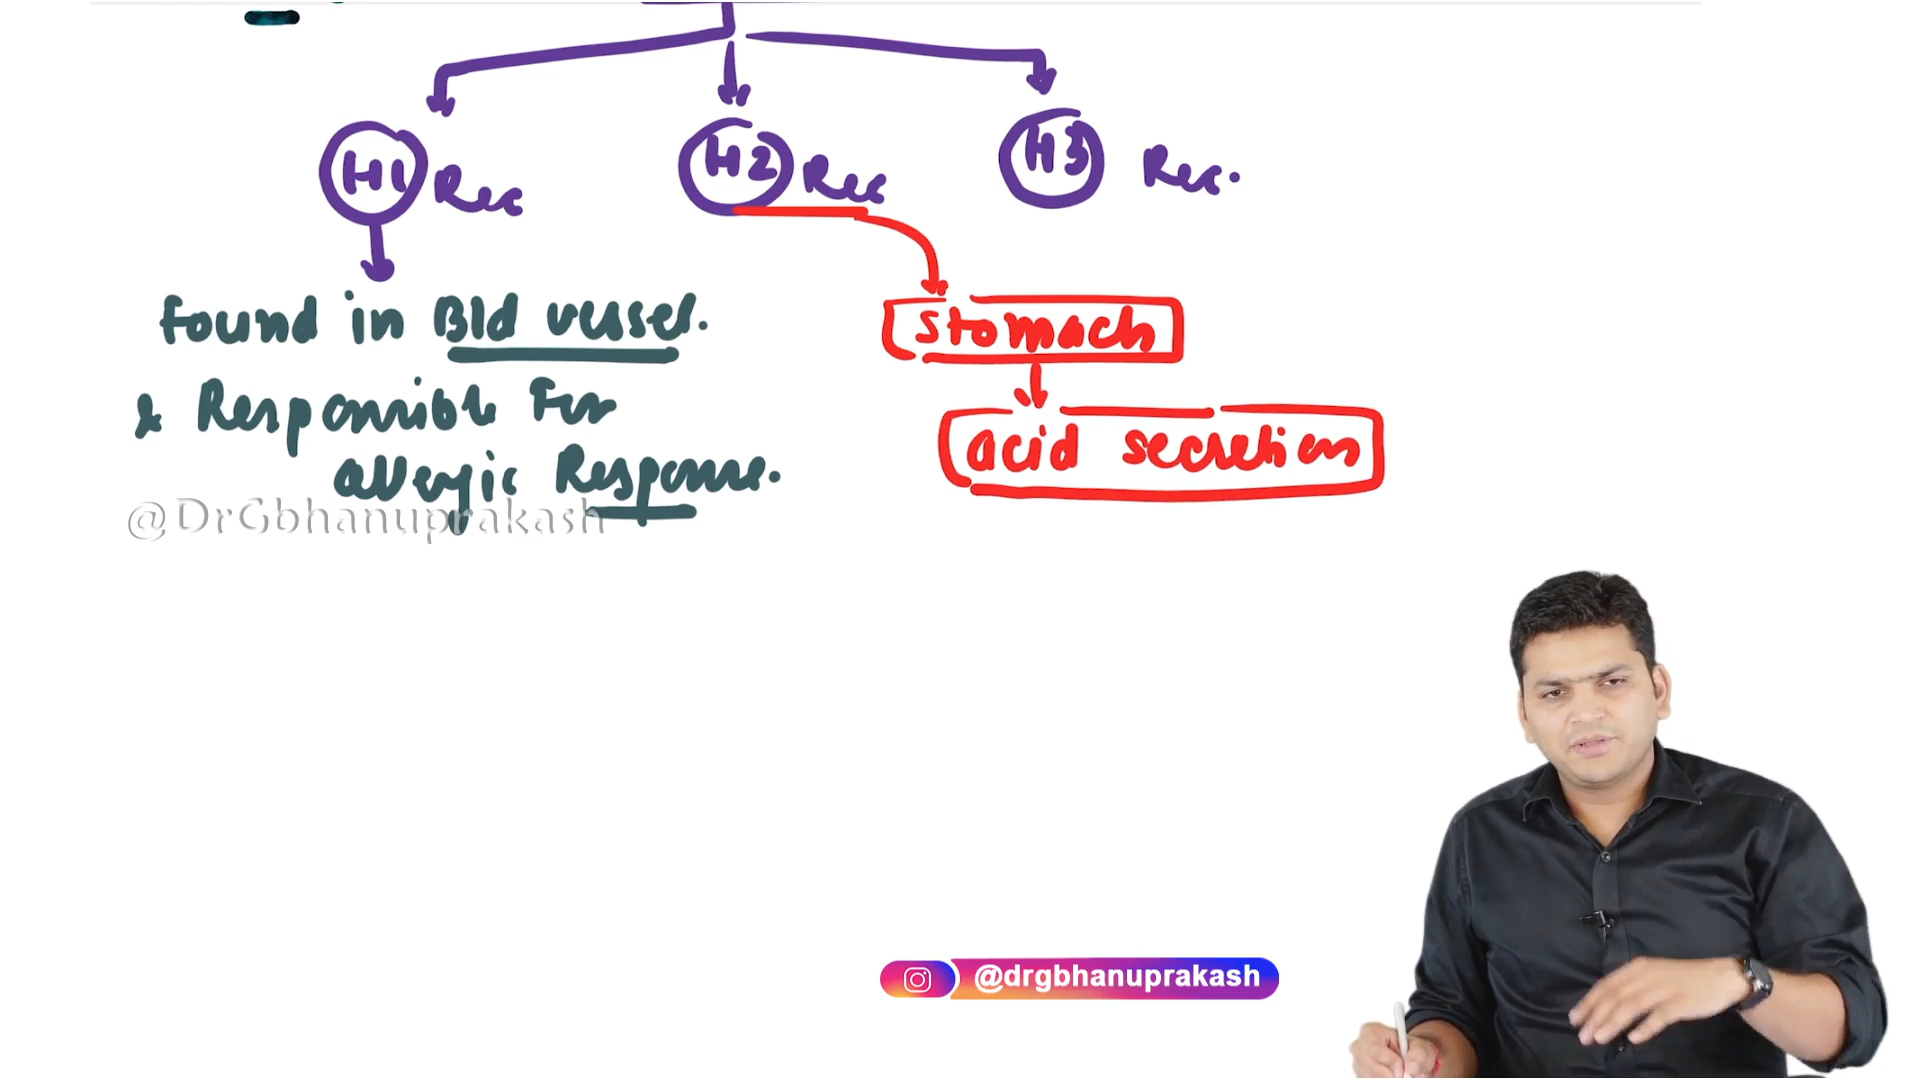 H1 Rec
H2 Rec
H3 Rec.
Found in Bld vessel.
& Responsible For
allergic Response.
stomach
acid secretion
@DrGbhanuprakash
@drgbhanuprakash